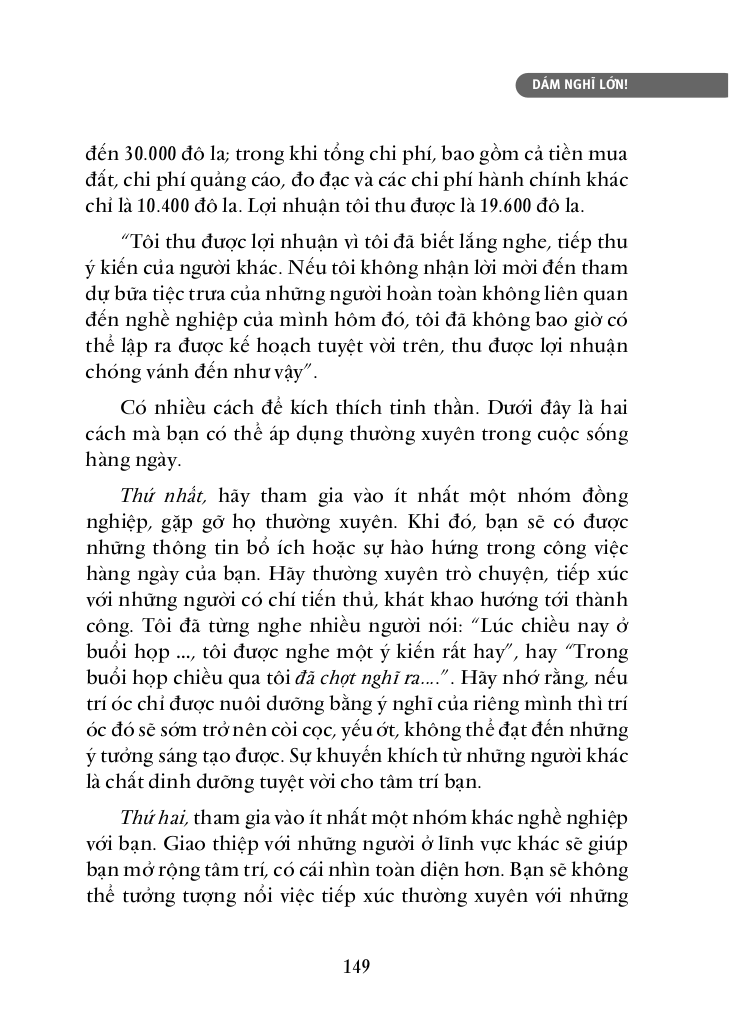 DÁM NGHĨ LỚN!
đến 30.000 đô la; trong khi tổng chi phí, bao gồm cả tiền mua
đất, chi phí quảng cáo, đo đạc và các chi phí hành chính khác
chỉ là 10.400 đô la. Lợi nhuận tôi thu được là 19.600 đô la.
“Tôi thu được lợi nhuận vì tôi đã biết lắng nghe, tiếp thu
ý kiến của người khác. Nếu tôi không nhận lời mời đến tham
dự bữa tiệc trưa của những người hoàn toàn không liên quan
đến nghề nghiệp của mình hôm đó, tôi đã không bao giờ có
thể lập ra được kế hoạch tuyệt vời trên, thu được lợi nhuận
chóng vánh đến như vậy”.
Có nhiều cách để kích thích tinh thần. Dưới đây là hai
cách mà bạn có thể áp dụng thường xuyên trong cuộc sống
hàng ngày.
Thứ nhất, hãy tham gia vào ít nhất một nhóm đồng
nghiệp, gặp gỡ họ thường xuyên. Khi đó, bạn sẽ có được
những thông tin bổ ích hoặc sự hào hứng trong công việc
hàng ngày của bạn. Hãy thường xuyên trò chuyện, tiếp xúc
với những người có chí tiến thủ, khát khao hướng tới thành
công. Tôi đã từng nghe nhiều người nói: “Lúc chiều nay ở
buổi họp ..., tôi được nghe một ý kiến rất hay”, hay “Trong
buổi họp chiều qua tôi đã chợt nghĩ ra....”. Hãy nhớ rằng, nếu
trí óc chỉ được nuôi dưỡng bằng ý nghĩ của riêng mình thì trí
óc đó sẽ sớm trở nên còi cọc, yếu ớt, không thể đạt đến những
ý tưởng sáng tạo được. Sự khuyến khích từ những người khác
là chất dinh dưỡng tuyệt vời cho tâm trí bạn.
Thứ hai, tham gia vào ít nhất một nhóm khác nghề nghiệp
với bạn. Giao thiệp với những người ở lĩnh vực khác sẽ giúp
bạn mở rộng tâm trí, có cái nhìn toàn diện hơn. Bạn sẽ không
thể tưởng tượng nổi việc tiếp xúc thường xuyên với những
149